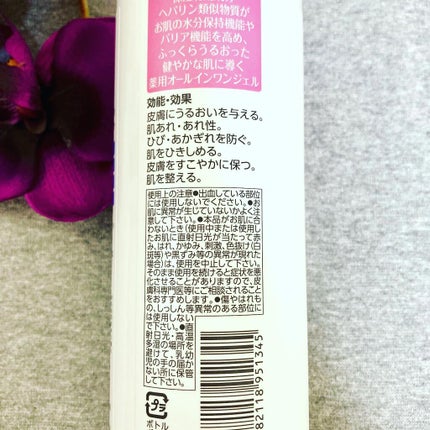 ヘパリン類似物質が
お肌の水分保持機能や
バリア機能を高め、
ふっくらうるおった
健やかな肌に導く
薬用オールインワンジェル
効能・効果
皮膚にうるおいを与える。
肌あれ・あれ性。
ひび・あかぎれを防ぐ。
肌をひきしめる。
皮膚をすこやかに保つ。
肌を整える。
使用上の注意●出血している部位
には使用しないでください。●お
肌に異常が生じていないかよく注
意して下さい。●本品がお肌に合
わないとき(使用中または使用し
たお肌に直射日光が当たって赤
み、はれ、かゆみ、刺激、色抜け(白
斑等)や黒ずみ等の異常が現れた
場合)は、使用を中止して下さい。
そのまま使用を続けると症状を悪
化させることがありますので、皮
膚科専門医等にご相談されること
をおすすめします。●傷やはれも
の、しっしん等異常のある部位に
は使用しない
で下さい。●直
射日光・高温
多湿の場所を
避けて、乳幼
児の手の届か
ない所に保管
して下さい。
プラ
ボトル
82118 951345